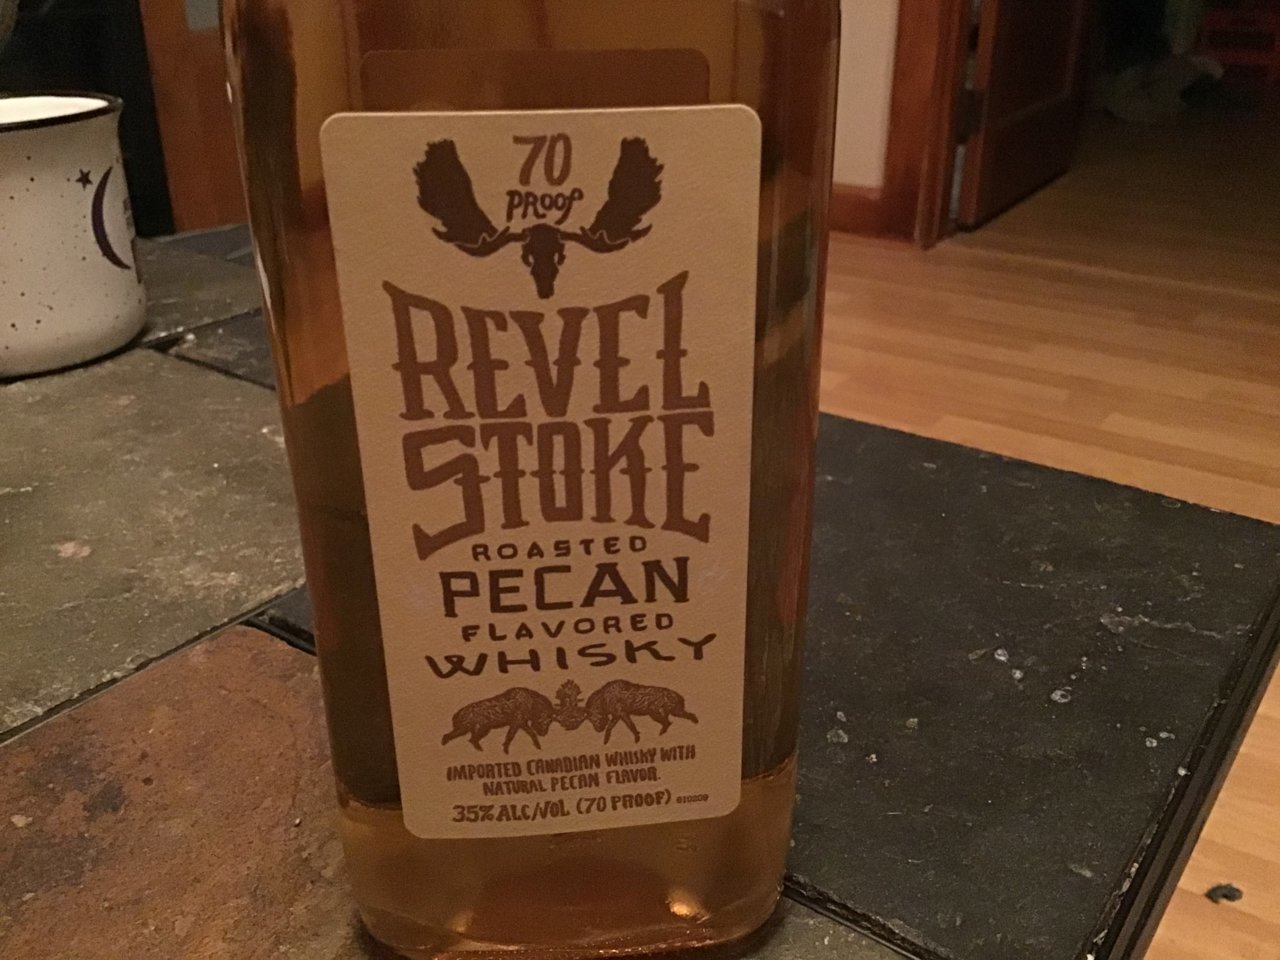 70
PROOF
REVEL
STOKE
ROASTED
PECAN
FLAVORED
WHISKY
IMPORTED CANADIAN WHISKY WITH
NATURAL PECAN FLAVOR.
35% ALC/VOL (70 PROOF)